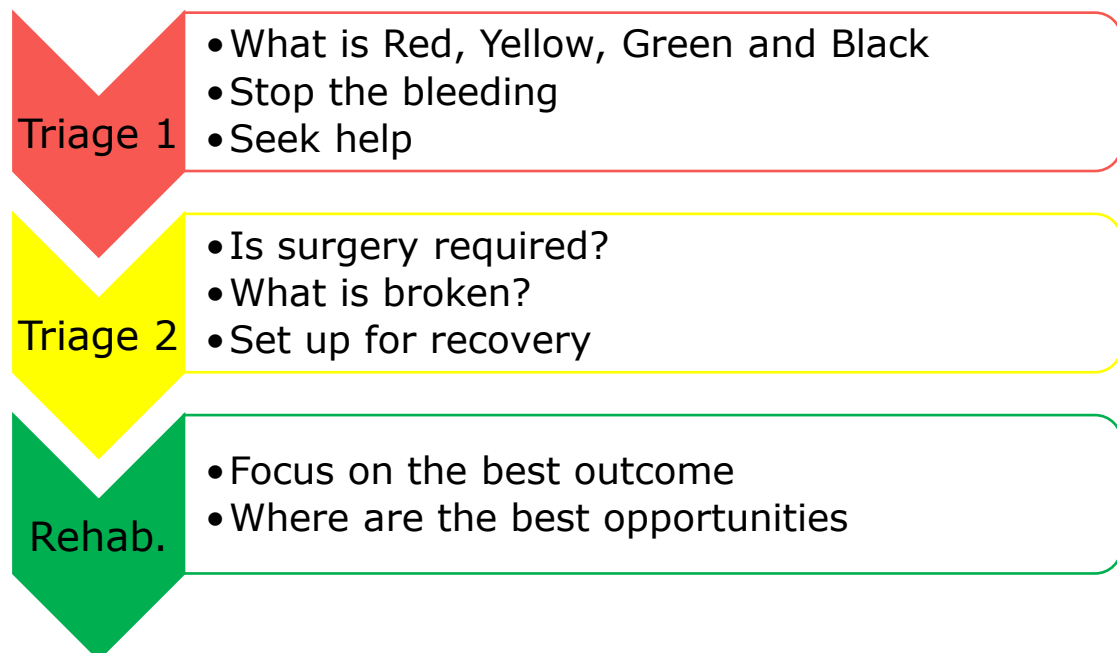 Triage 1
•What is Red, Yellow, Green and Black
•Stop the bleeding
•Seek help
Triage 2
•Is surgery required?
•What is broken?
•Set up for recovery
Rehab.
•Focus on the best outcome
•Where are the best opportunities